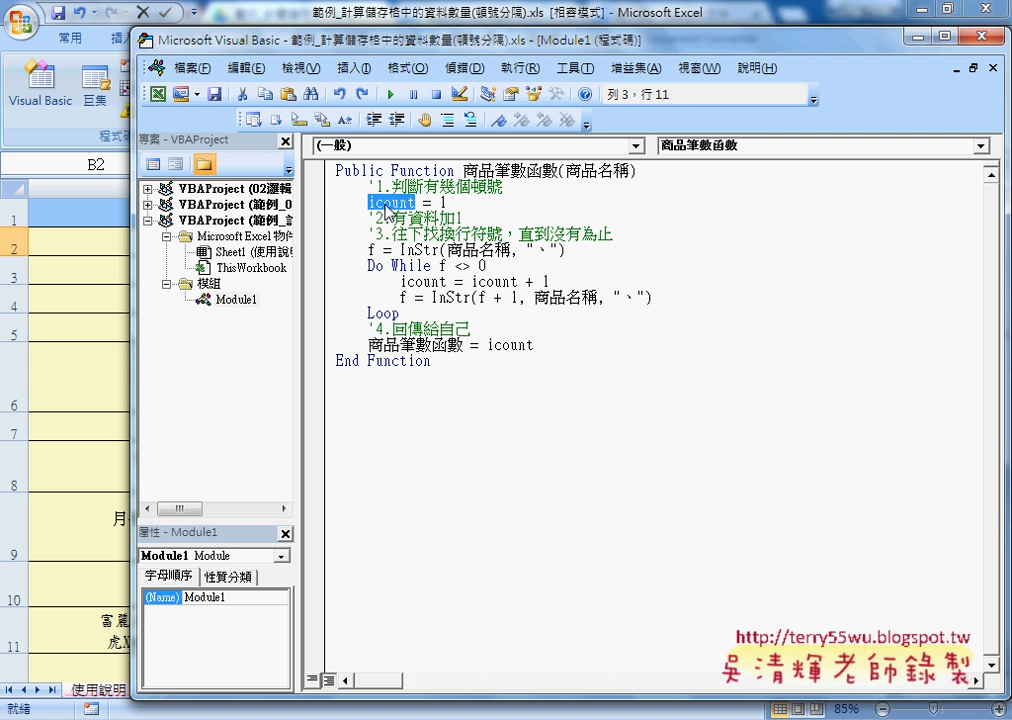 範例_計算儲存格中的資料數量(頓號分隔).xls [相容模式] - Microsoft Excel
常用
Microsoft Visual Basic - 範例_計算儲存格中的資料數量(頓號分隔).xls - [Module1 (程式碼)]
檔案(F) 編輯(E) 檢視(V) 插入(I) 格式(O) 偵錯(D) 執行(R) 工具(T) 增益集(A) 視窗(W) 說明(H)
Visual Basic 巨集
列 3，行 11
專案 - VBAProject
B2
(一般)
商品筆數函數
VBAProject (02邏輯
VBAProject (範例_0
VBAProject (範例_
Microsoft Excel 物件
Sheet1 (使用說
ThisWorkbook
模組
Module1
Public Function 商品筆數函數(商品名稱)
'1.判斷有幾個頓號
icount = 1
'2.有資料加1
'3.往下找換行符號，直到沒有為止
f = InStr(商品名稱, "、")
Do While f <> 0
icount = icount + 1
f = InStr(f + 1, 商品名稱, "、")
Loop
'4.回傳給自己
商品筆數函數 = icount
End Function
1
2
3
4
5
6
7
8
9
10
11
屬性 - Module1
Module1 Module
字母順序 性質分類
(Name) Module1
http://terry55wu.blogspot.tw
吳清輝老師錄製
使用說明
就緒
85%